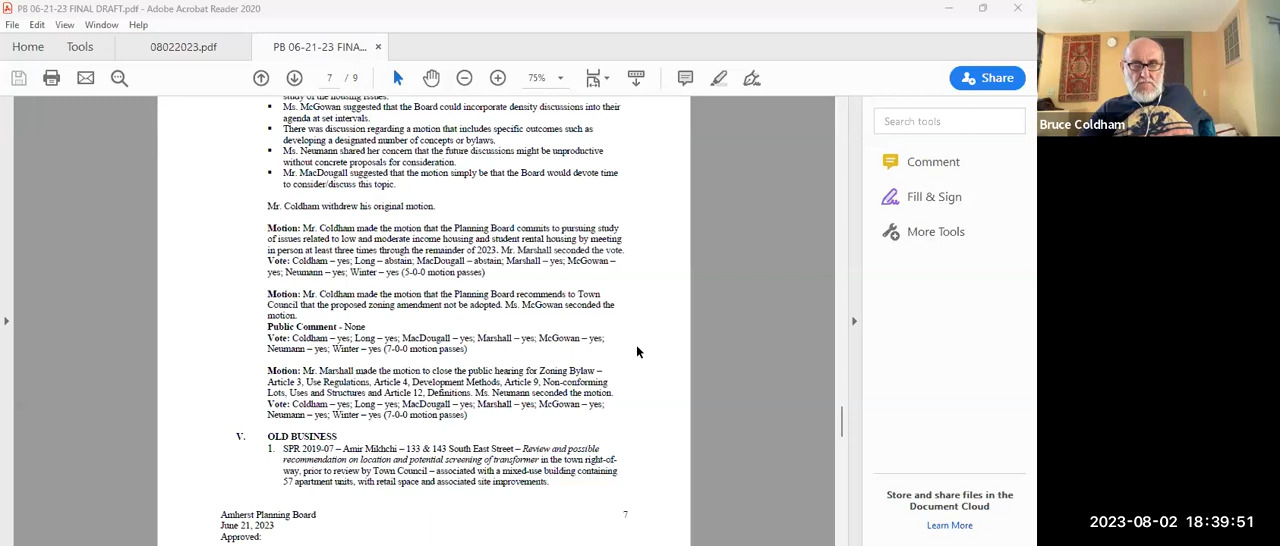 PB 06-21-23 FINAL DRAFT.pdf - Adobe Acrobat Reader 2020
File Edit View Window Help
Home Tools 08022023.pdf PB 06-21-23 FINA... ×
7 / 9 75% Share
study of the housing issues.
▪ Ms. McGowan suggested that the Board could incorporate density discussions into their
agenda at set intervals.
▪ There was discussion regarding a motion that includes specific outcomes such as
developing a designated number of concepts or bylaws.
▪ Ms. Neumann shared her concern that the future discussions might be unproductive
without concrete proposals for consideration.
▪ Mr. MacDougall suggested that the motion simply be that the Board would devote time
to consider/discuss this topic.
Mr. Coldham withdrew his original motion.
Motion: Mr. Coldham made the motion that the Planning Board commits to pursuing study
of issues related to low and moderate income housing and student rental housing by meeting
in person at least three times through the remainder of 2023. Mr. Marshall seconded the vote.
Vote: Coldham – yes; Long – abstain; MacDougall – abstain; Marshall – yes; McGowan –
yes; Neumann – yes; Winter – yes (5-0-0 motion passes)
Motion: Mr. Coldham made the motion that the Planning Board recommends to Town
Council that the proposed zoning amendment not be adopted. Ms. McGowan seconded the
motion.
Public Comment - None
Vote: Coldham – yes; Long – yes; MacDougall – yes; Marshall – yes; McGowan – yes;
Neumann – yes; Winter – yes (7-0-0 motion passes)
Motion: Mr. Marshall made the motion to close the public hearing for Zoning Bylaw –
Article 3, Use Regulations, Article 4, Development Methods, Article 9, Non-conforming
Lots, Uses and Structures and Article 12, Definitions. Ms. Neumann seconded the motion.
Vote: Coldham – yes; Long – yes; MacDougall – yes; Marshall – yes; McGowan – yes;
Neumann – yes; Winter – yes (7-0-0 motion passes)
V. OLD BUSINESS
1. SPR 2019-07 – Amir Mikhchi – 133 & 143 South East Street – Review and possible
recommendation on location and potential screening of transformer in the town right-of-
way, prior to review by Town Council – associated with a mixed-use building containing
57 apartment units, with retail space and associated site improvements.
Amherst Planning Board 7
June 21, 2023
Approved:
Search tools
Comment
Fill & Sign
More Tools
Store and share files in the
Document Cloud
Learn More
Bruce Coldham
2023-08-02 18:39:51